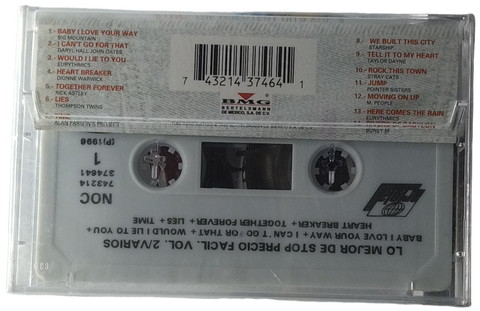 1.- BABY I LOVE YOUR WAY
BIG MOUNTAIN
2.- I CAN'T GO FOR THAT
DARYL HALL JOHN OATES
3.- WOULD I LIE TO YOU
EURYTHMICS
4.- HEART BREAKER
DIONNE WARWICK
5.- TOGETHER FOREVER
RICK ASTLEY
6.- LIES
THOMPSON TWINS
7 43214 37464
BMG
BERTELSMANN
DE MEXICO, S.A. DE C.V.
8.- WE BUILT THIS CITY
STARSHIP
9.- TELL IT TO MY HEART
TAYLOR DAYNE
10.- ROCK THIS TOWN
STRAY CATS
11.- JUMP
POINTER SISTERS
12.- MOVING ON UP
M. PEOPLE
13.- HERE COMES THE RAIN
EURYTHMICS
LO MEJOR DE STOP PRECIO FACIL. VOL. 2/VARIOS
BABY I LOVE YOUR WAY + I CAN'T GO FOR THAT + WOULD I LIE TO YOU +
HEART BREAKER + TOGETHER FOREVER + LIES + TIME
NOC
1
743214
374641
(P)1996